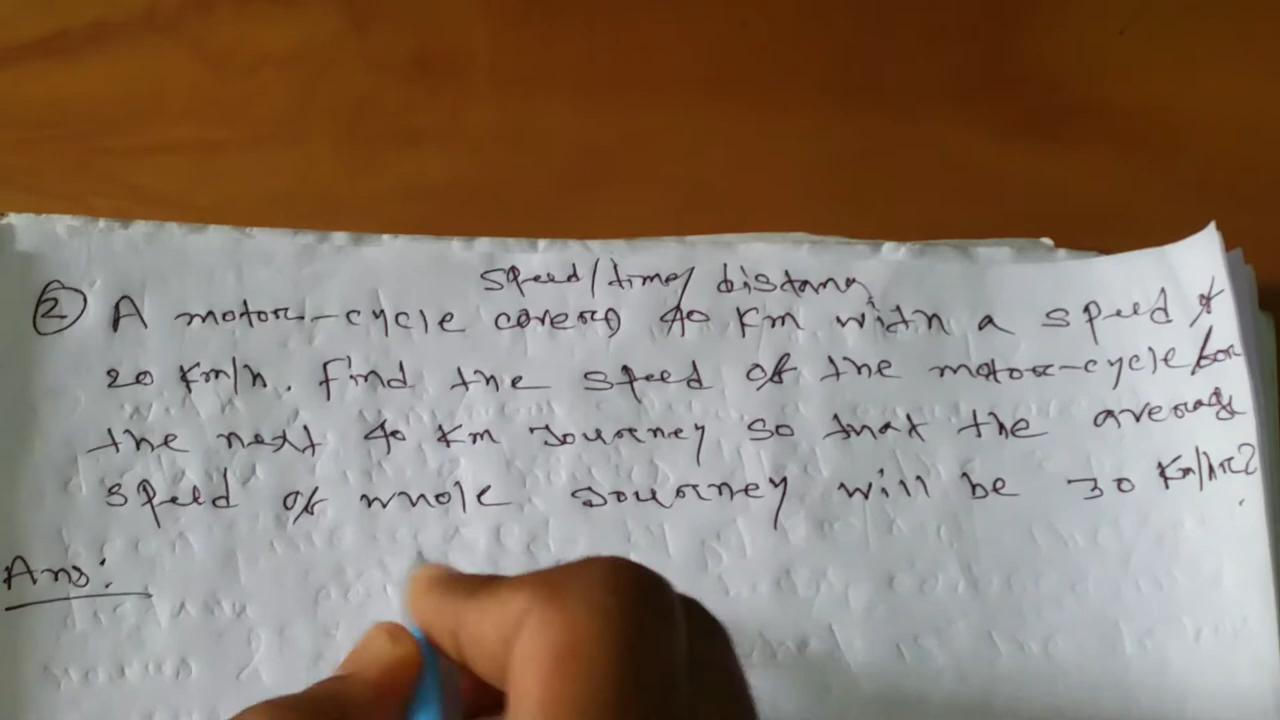 Speed/time/distanc
② A motor-cycle covers 40 Km with a speed of
20 Km/h. Find the speed of the motor-cycle for
the next 40 Km Journey so that the average
speed of whole Journey will be 30 Km/hr?
Ans: